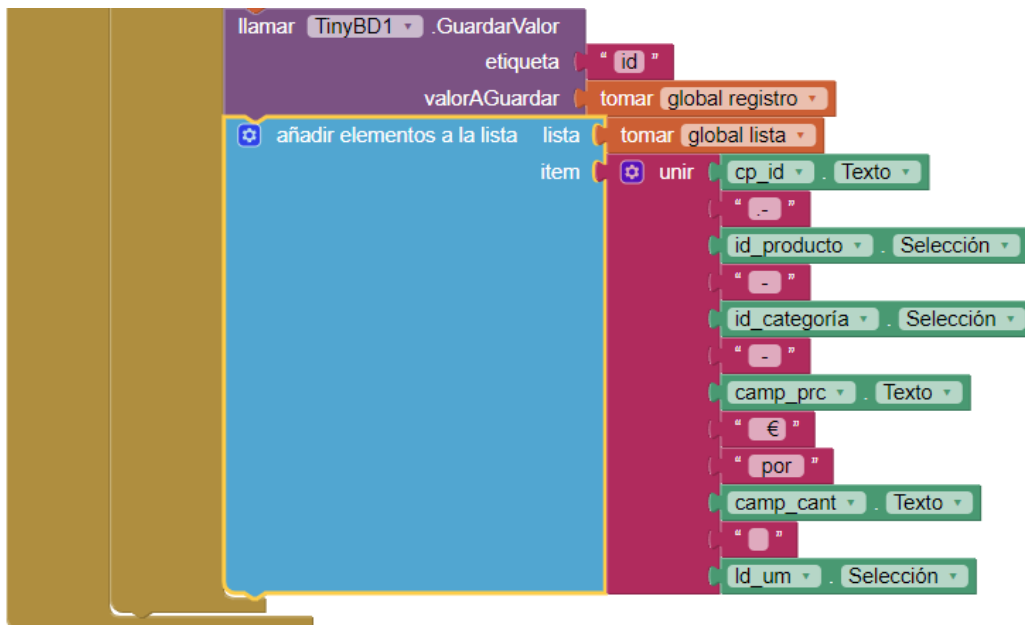 llamar TinyBD1 .GuardarValor
etiqueta " id "
valorAGuardar tomar global registro
añadir elementos a la lista lista tomar global lista
item unir cp_id . Texto
" .- "
id_producto . Selección
" - "
id_categoría . Selección
" - "
camp_prc . Texto
" € "
" por "
camp_cant . Texto
" "
ld_um . Selección